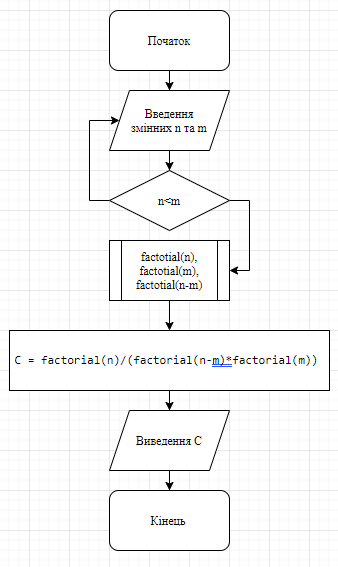 Початок
Введення
змінних n та m
n<m
factotial(n),
factotial(m),
factotial(n-m)
C = factorial(n)/(factorial(n-m)*factorial(m))
Виведення C
Кінець